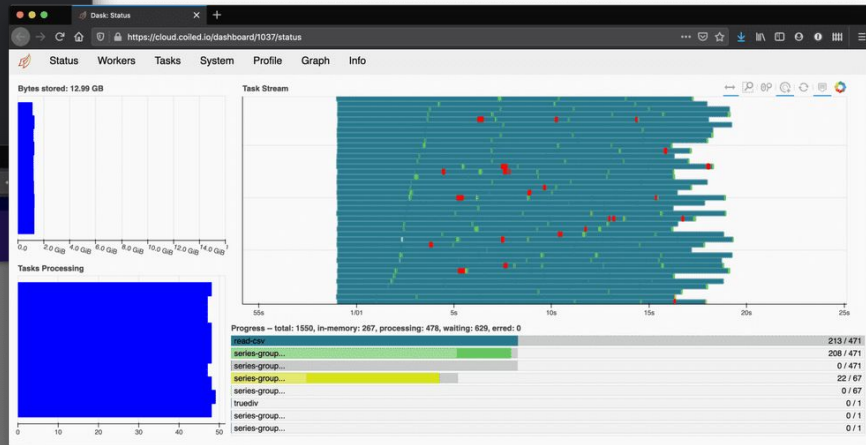 Dask: Status
https://cloud.coiled.io/dashboard/1037/status
Status Workers Tasks System Profile Graph Info
Bytes stored: 12.99 GB
0.0 2.0 GiB 4.0 GiB 6.0 GiB 8.0 GiB 10.0 GiB 12.0 GiB 14.0 GiB
Tasks Processing
0 10 20 30 40 50
Task Stream
55s 1/01 5s 10s 15s 20s 25s
Progress -- total: 1550, in-memory: 267, processing: 478, waiting: 629, erred: 0
read-csv 213 / 471
series-group... 208 / 471
series-group... 0 / 471
series-group... 22 / 67
series-group... 0 / 67
truediv 0 / 1
series-group... 0 / 1
series-group... 0 / 1